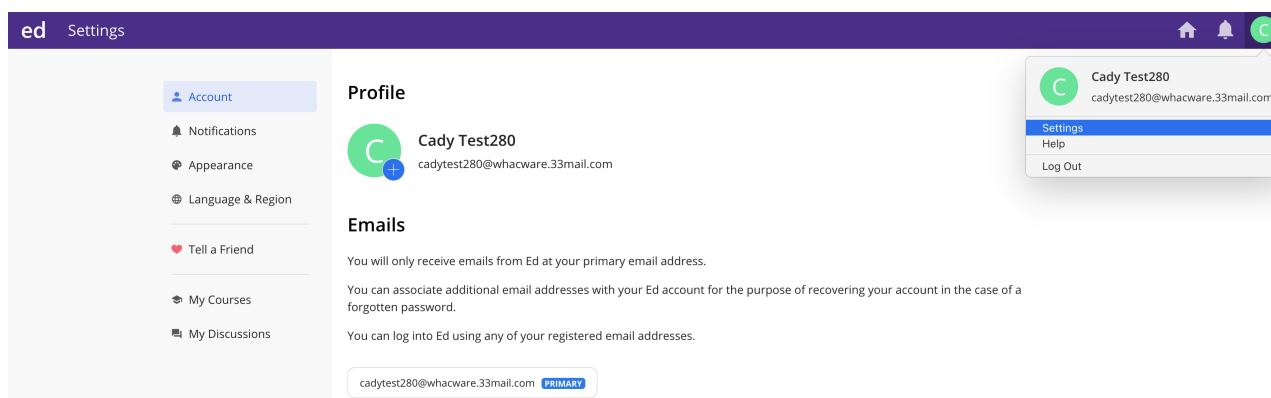 ed Settings
C
C
Cady Test280
cadytest280@whacware.33mail.com
Settings
Help
Log Out
Account
Notifications
Appearance
Language & Region
Tell a Friend
My Courses
My Discussions
Profile
C
Cady Test280
cadytest280@whacware.33mail.com
Emails
You will only receive emails from Ed at your primary email address.
You can associate additional email addresses with your Ed account for the purpose of recovering your account in the case of a
forgotten password.
You can log into Ed using any of your registered email addresses.
cadytest280@whacware.33mail.com PRIMARY